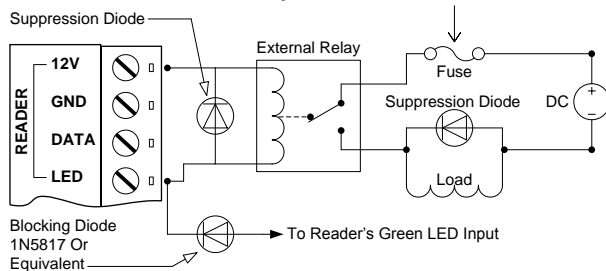 Suppression Diode
READER
12V
GND
DATA
LED
External Relay
Fuse
Suppression Diode
DC
+
−
Load
Blocking Diode
1N5817 Or
Equivalent
To Reader's Green LED Input